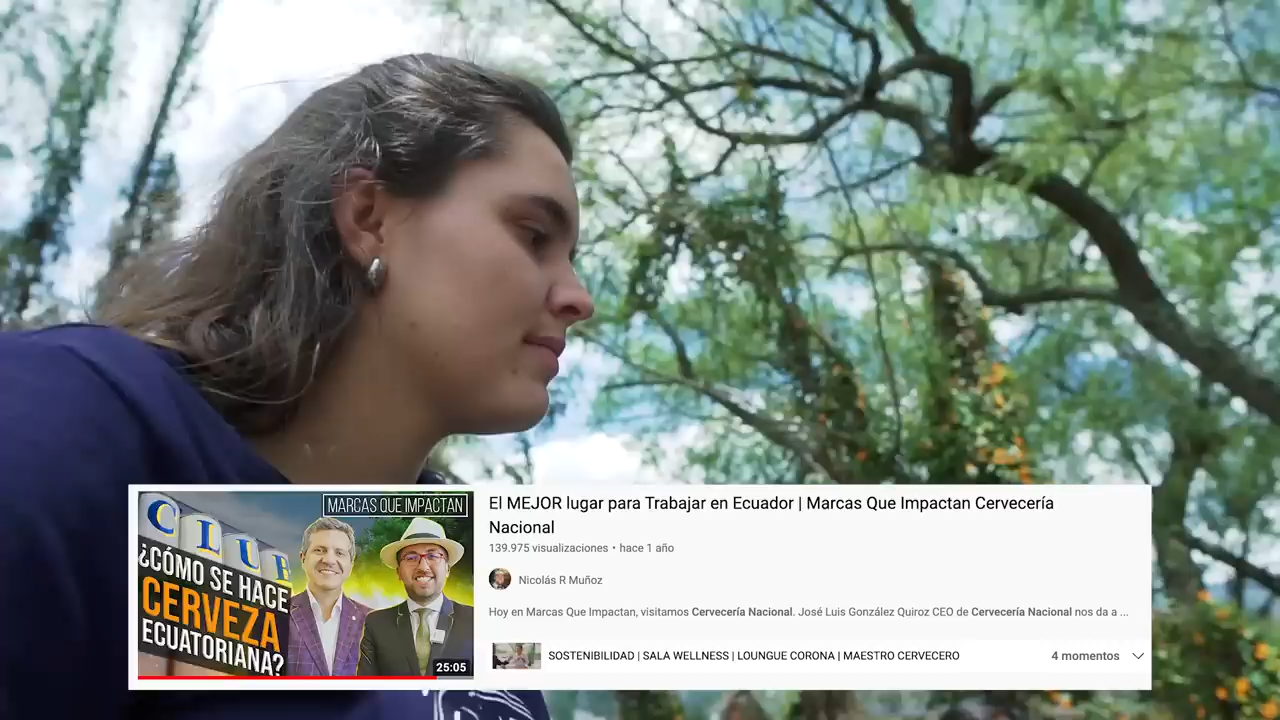 El MEJOR lugar para Trabajar en Ecuador | Marcas Que Impactan Cervecería
Nacional
139.975 visualizaciones • hace 1 año
Nicolás R Muñoz
Hoy en Marcas Que Impactan, visitamos Cervecería Nacional. José Luis González Quiroz CEO de Cervecería Nacional nos da a ...
SOSTENIBILIDAD | SALA WELLNESS | LOUNGUE CORONA | MAESTRO CERVECERO
4 momentos
MARCAS QUE IMPACTAN
CLUB
¿CÓMO SE HACE
CERVEZA
ECUATORIANA?
25:05